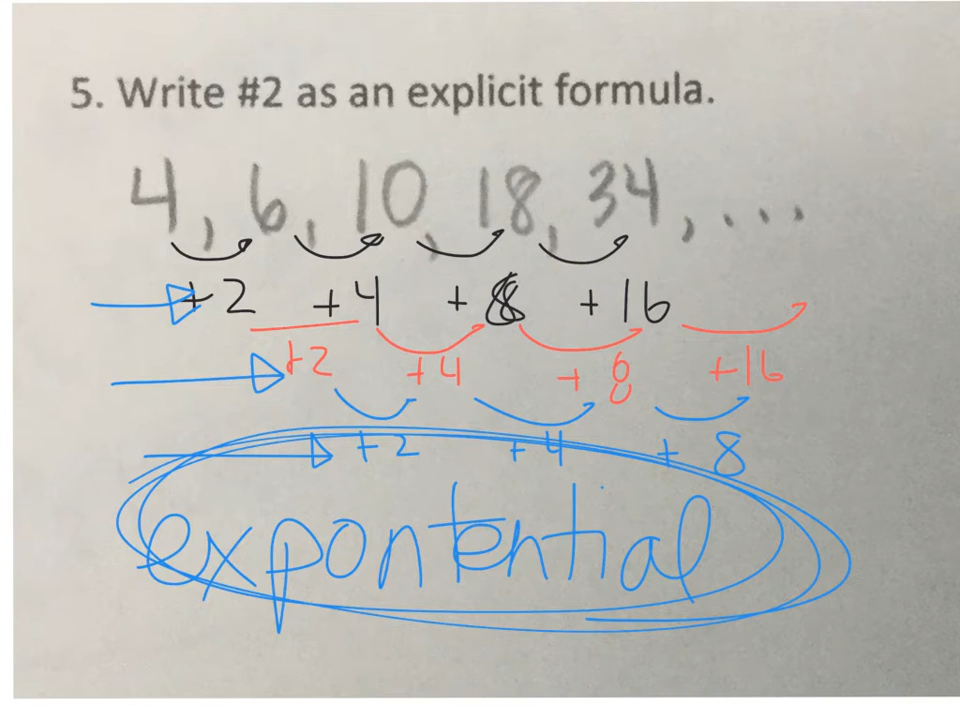 5. Write #2 as an explicit formula.
4, 6, 10, 18, 34, ...
+2 +4 +8 +16
+2 +4 +8 +16
+2 +4 +8
expontential